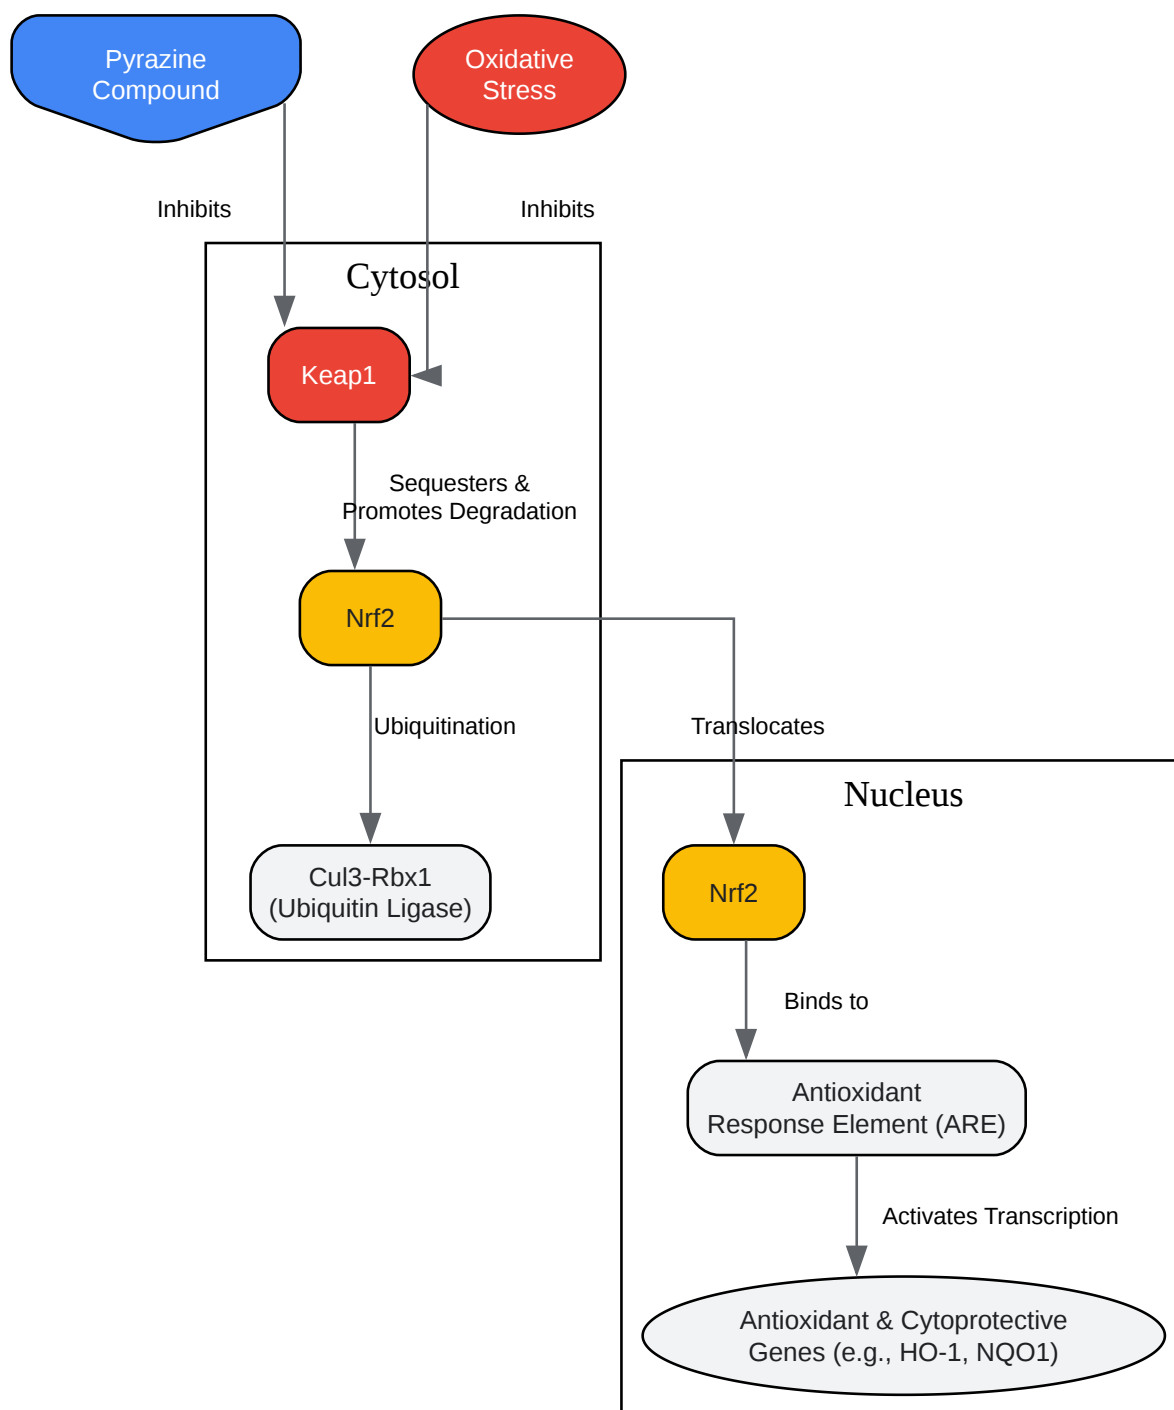 Pyrazine
Compound
Oxidative
Stress
Inhibits
Inhibits
Cytosol
Keap1
Sequesters &
Promotes Degradation
Nrf2
Ubiquitination
Translocates
Cul3-Rbx1
(Ubiquitin Ligase)
Nucleus
Nrf2
Binds to
Antioxidant
Response Element (ARE)
Activates Transcription
Antioxidant & Cytoprotective
Genes (e.g., HO-1, NQO1)